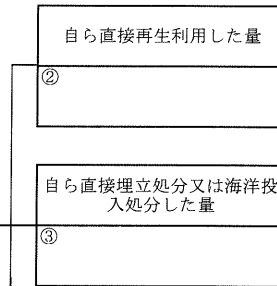 自ら直接再生利用した量
②
自ら直接埋立処分又は海洋投
入処分した量
③